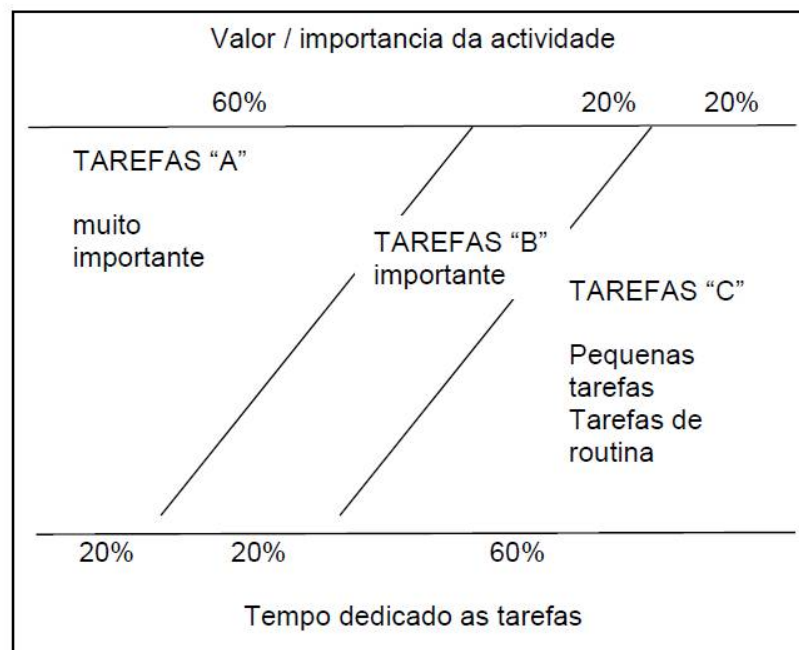 Valor / importancia da actividade
60% 20% 20%
TAREFAS “A”
muito
importante
TAREFAS “B”
importante
TAREFAS “C”
Pequenas
tarefas
Tarefas de
routina
20% 20% 60%
Tempo dedicado as tarefas